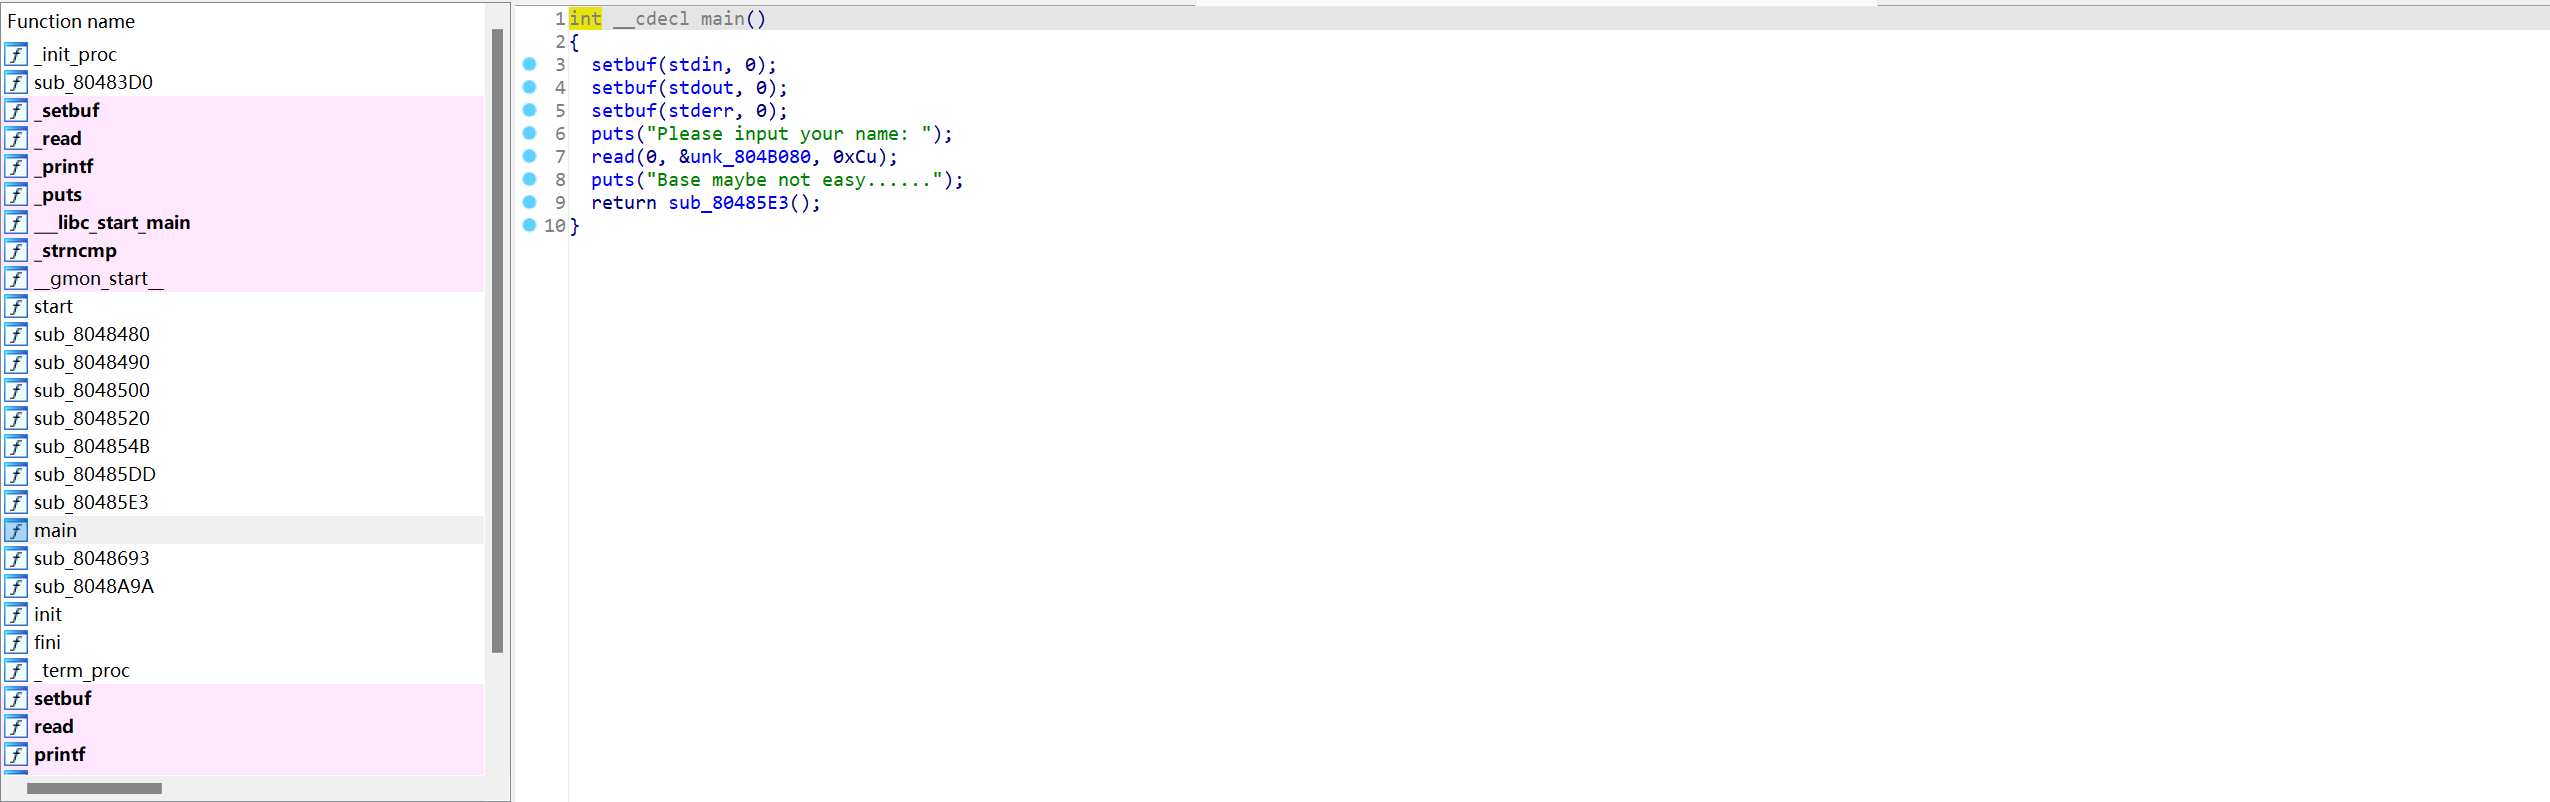 Function name
_init_proc
sub_80483D0
_setbuf
_read
_printf
_puts
___libc_start_main
_strncmp
__gmon_start__
start
sub_8048480
sub_8048490
sub_8048500
sub_8048520
sub_804854B
sub_80485DD
sub_80485E3
main
sub_8048693
sub_8048A9A
init
fini
_term_proc
setbuf
read
printf
1 int __cdecl main()
2 {
3   setbuf(stdin, 0);
4   setbuf(stdout, 0);
5   setbuf(stderr, 0);
6   puts("Please input your name: ");
7   read(0, &unk_804B080, 0xCu);
8   puts("Base maybe not easy......");
9   return sub_80485E3();
10 }